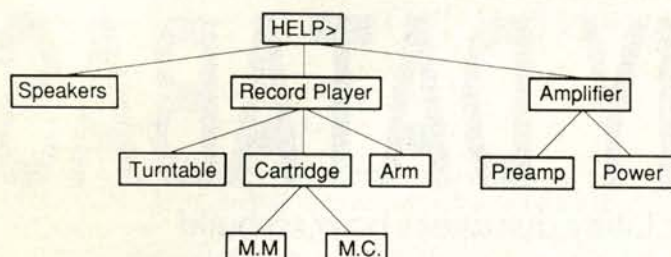 HELP>
Speakers Record Player Amplifier
Turntable Cartridge Arm Preamp Power
M.M M.C.